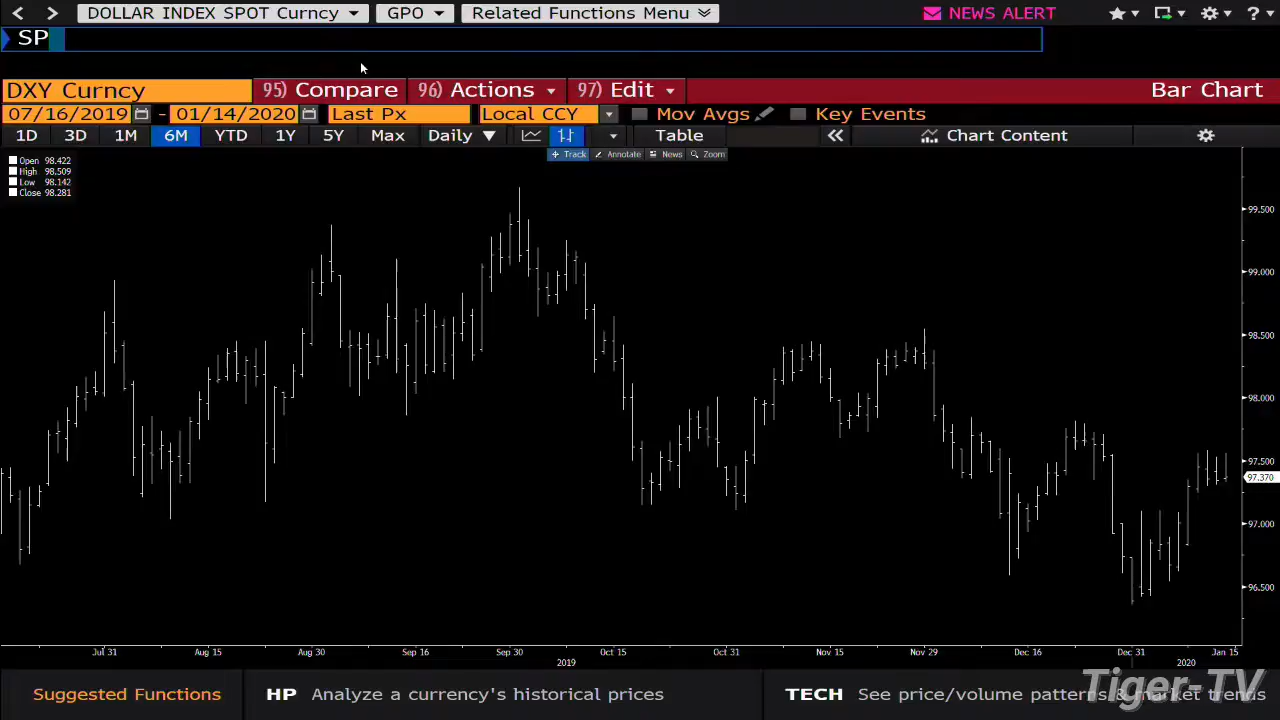 DOLLAR INDEX SPOT Curncy GPO Related Functions Menu NEWS ALERT ?
SP
DXY Curncy 95) Compare 96) Actions 97) Edit Bar Chart
07/16/2019 - 01/14/2020 Last Px Local CCY Mov Avgs Key Events
1D 3D 1M 6M YTD 1Y 5Y Max Daily Table Chart Content
Track Annotate News Zoom
Open 98.422
High 98.509
Low 98.142
Close 98.281
99.500
99.000
98.500
98.000
97.500
97.370
97.000
96.500
Jul 31 Aug 15 Aug 30 Sep 16 Sep 30 Oct 15 Oct 31 Nov 15 Nov 29 Dec 16 Dec 31 Jan 15
2019 2020
Suggested Functions HP Analyze a currency's historical prices TECH See price/volume patterns & market trends
Tiger-TV